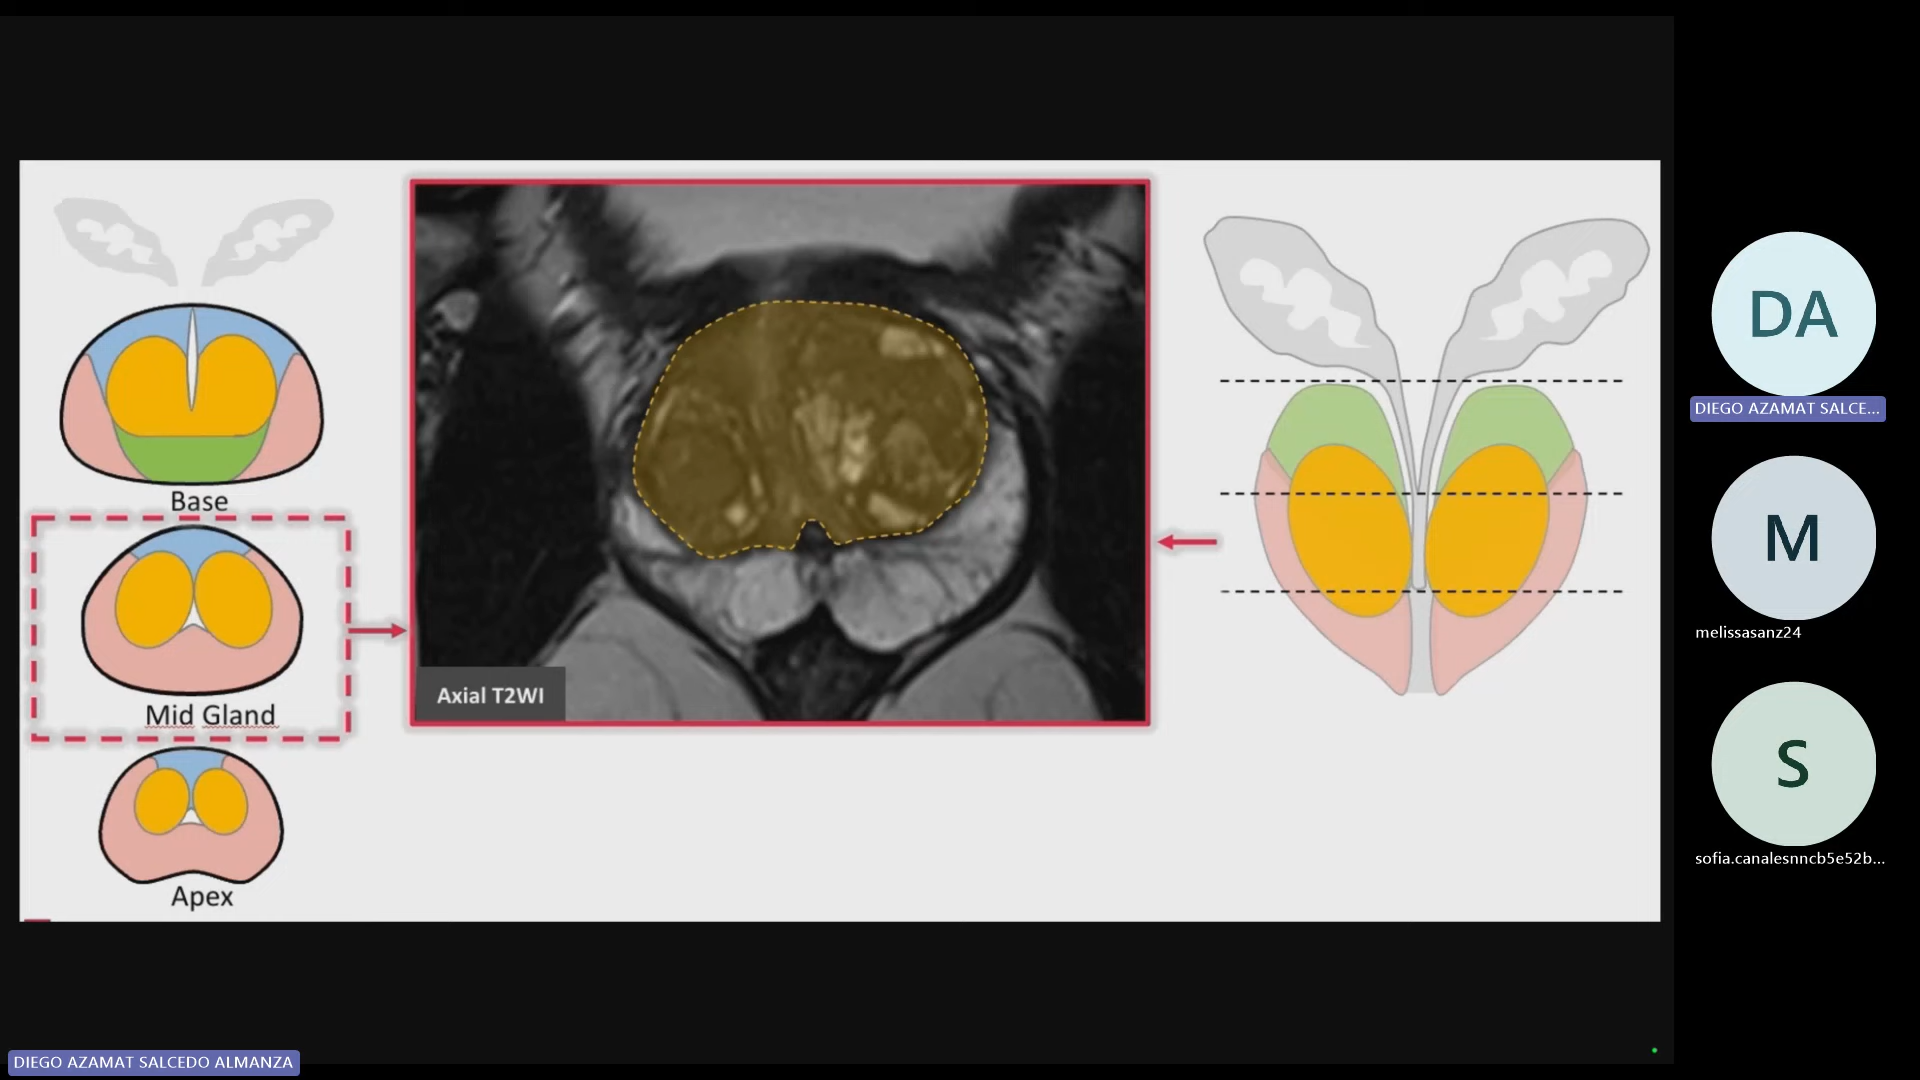 Base
Mid Gland
Apex
Axial T2WI
DA
DIEGO AZAMAT SALCE...
M
melissasanz24
S
sofia.canalesnncb5e52b...
DIEGO AZAMAT SALCEDO ALMANZA